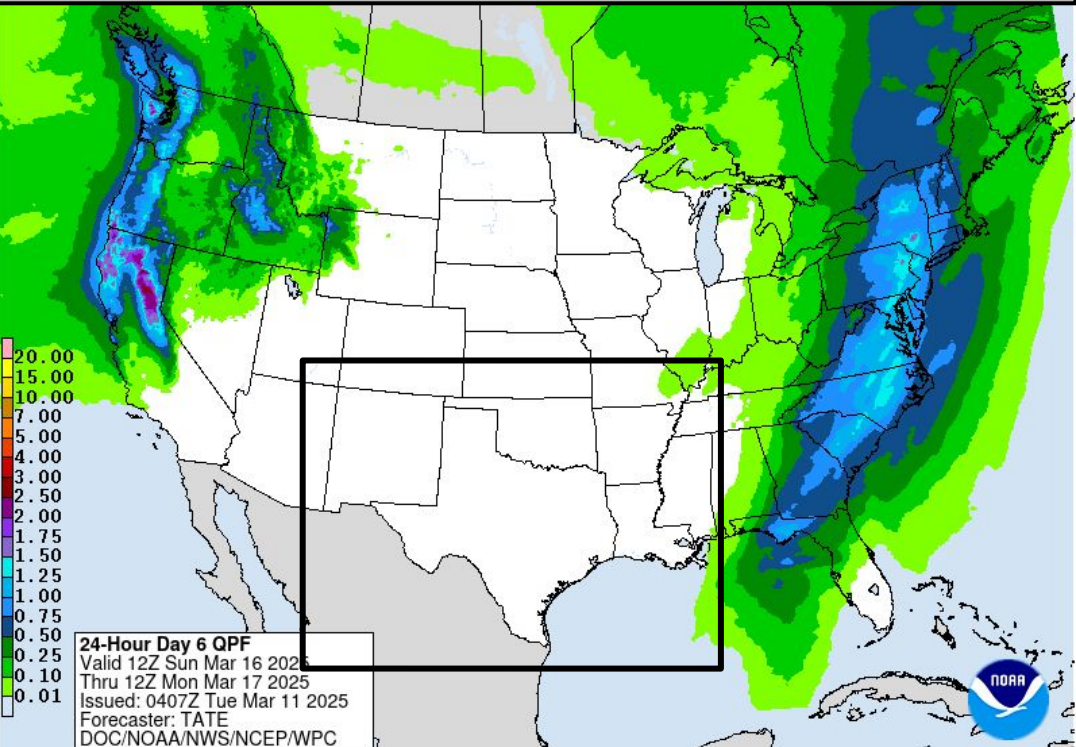 20.00
15.00
10.00
7.00
5.00
4.00
3.00
2.50
2.00
1.75
1.50
1.25
1.00
0.75
0.50
0.25
0.10
0.01
24-Hour Day 6 QPF
Valid 12Z Sun Mar 16 2025
Thru 12Z Mon Mar 17 2025
Issued: 0407Z Tue Mar 11 2025
Forecaster: TATE
DOC/NOAA/NWS/NCEP/WPC
NOAA